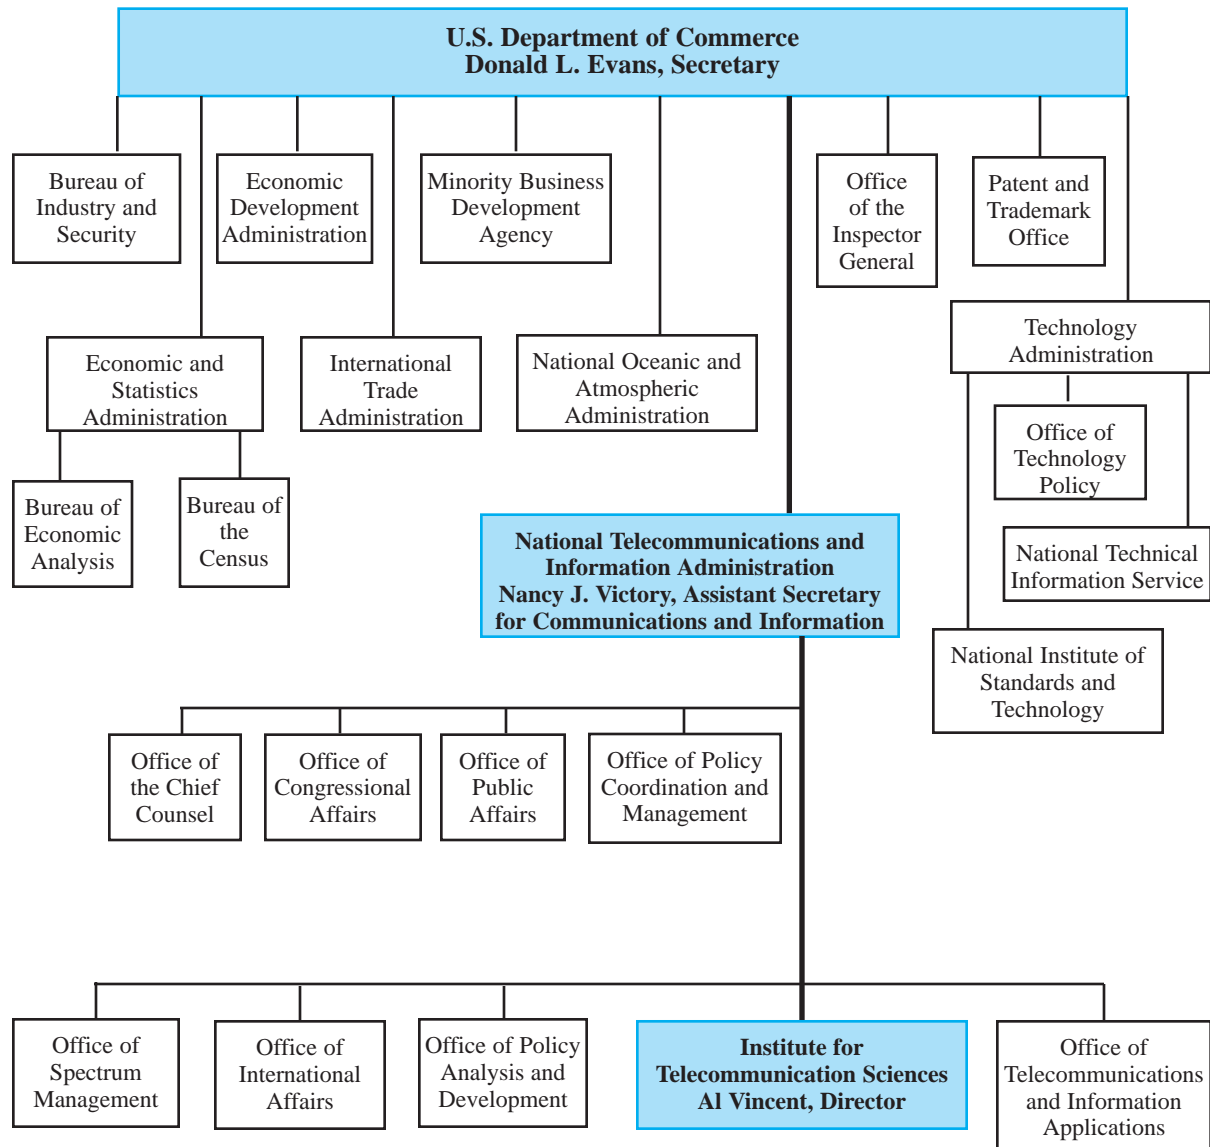 U.S. Department of Commerce
Donald L. Evans, Secretary
Bureau of
Industry and
Security
Economic
Development
Administration
Minority Business
Development
Agency
Office
of the
Inspector
General
Patent and
Trademark
Office
Economic and
Statistics
Administration
International
Trade
Administration
National Oceanic and
Atmospheric
Administration
Technology
Administration
Office of
Technology
Policy
Bureau of
Economic
Analysis
Bureau of
the
Census
National Technical
Information Service
National Telecommunications and
Information Administration
Nancy J. Victory, Assistant Secretary
for Communications and Information
National Institute of
Standards and
Technology
Office of
the Chief
Counsel
Office of
Congressional
Affairs
Office of
Public
Affairs
Office of Policy
Coordination and
Management
Office of
Spectrum
Management
Office of
International
Affairs
Office of Policy
Analysis and
Development
Institute for
Telecommunication Sciences
Al Vincent, Director
Office of
Telecommunications
and Information
Applications